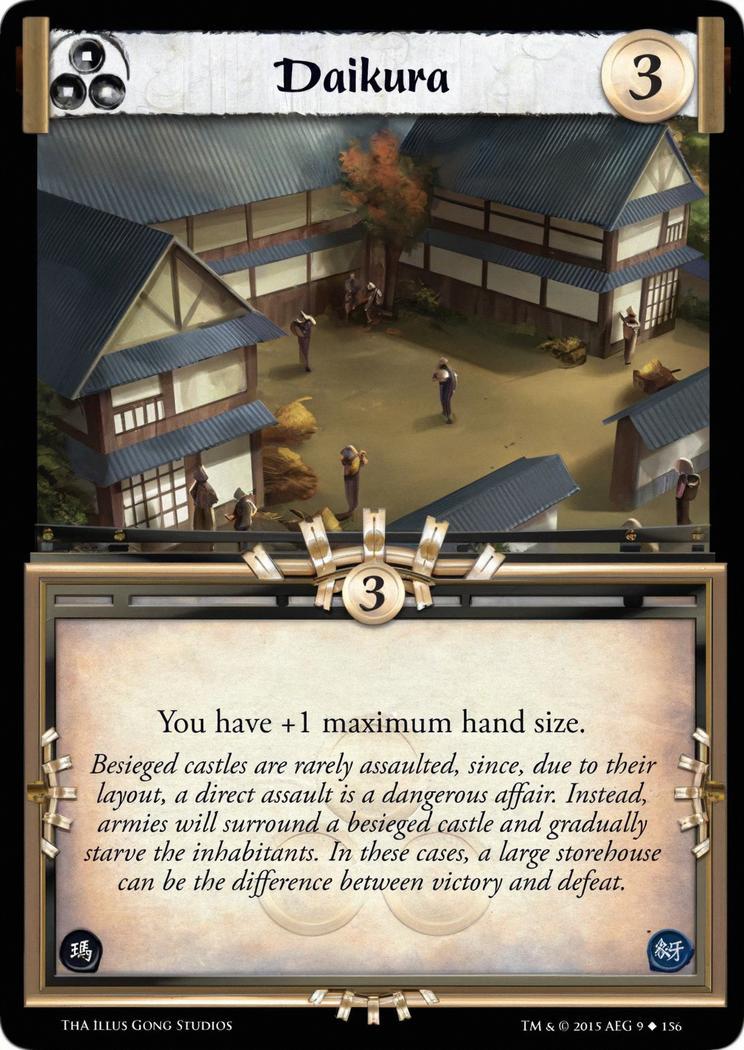 Daikura
3
3
You have +1 maximum hand size.
Besieged castles are rarely assaulted, since, due to their
layout, a direct assault is a dangerous affair. Instead,
armies will surround a besieged castle and gradually
starve the inhabitants. In these cases, a large storehouse
can be the difference between victory and defeat.
瑪
THA ILLUS GONG STUDIOS
TM & © 2015 AEG 9 ◆ 156